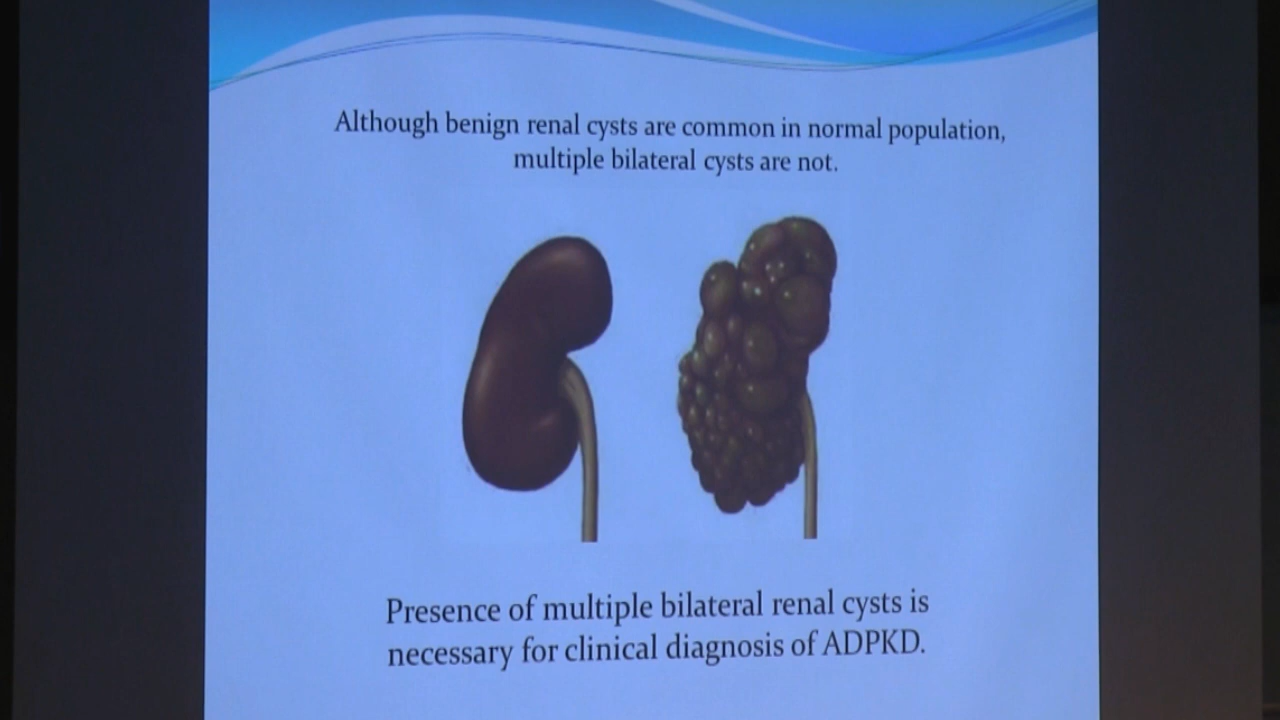 Although benign renal cysts are common in normal population,
multiple bilateral cysts are not.
Presence of multiple bilateral renal cysts is
necessary for clinical diagnosis of ADPKD.